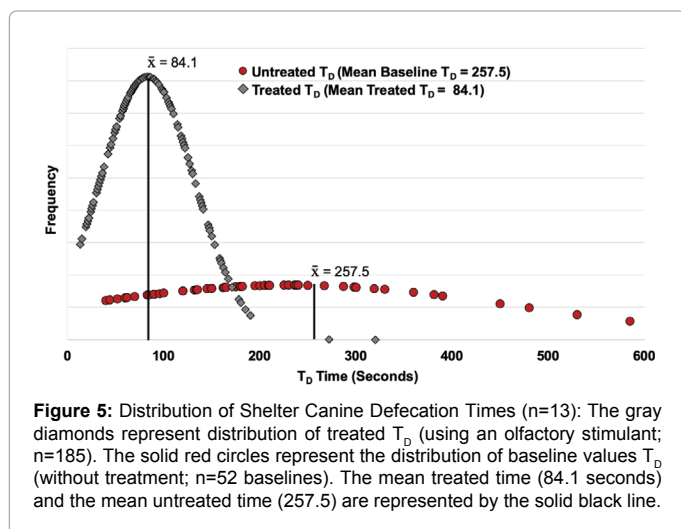 x̄ = 84.1
Untreated T_D (Mean Baseline T_D = 257.5)
Treated T_D (Mean Treated T_D = 84.1)
Frequency
x̄ = 257.5
0 100 200 300 400 500 600
T_D Time (Seconds)
Figure 5: Distribution of Shelter Canine Defecation Times (n=13): The gray
diamonds represent distribution of treated T_D (using an olfactory stimulant;
n=185). The solid red circles represent the distribution of baseline values T_D
(without treatment; n=52 baselines). The mean treated time (84.1 seconds)
and the mean untreated time (257.5) are represented by the solid black line.